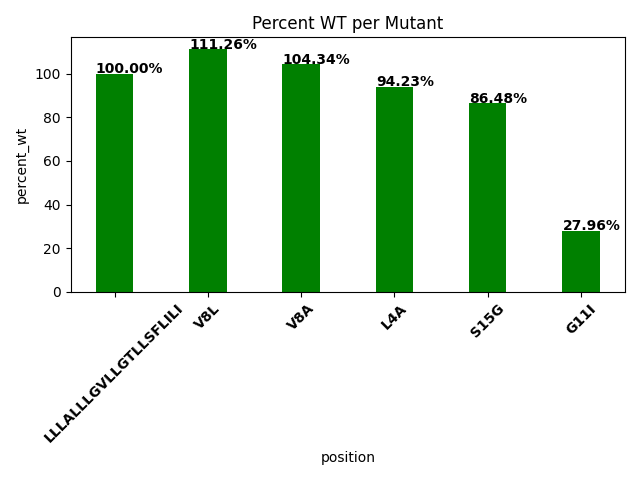 Percent WT per Mutant
100.00%
111.26%
104.34%
94.23%
86.48%
27.96%
percent_wt
100
80
60
40
20
0
LLLALLLGVLLGTLLSFLILI
V8L
V8A
L4A
S15G
G11I
position